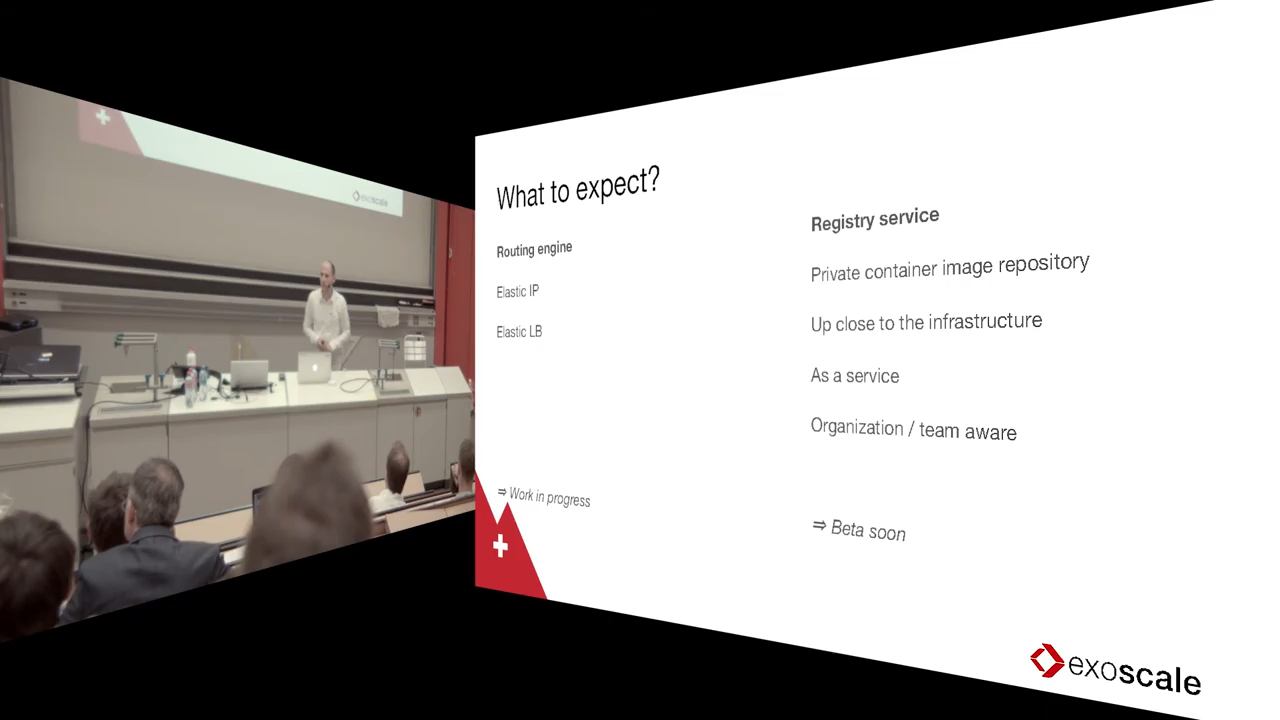 What to expect?
Routing engine
Elastic IP
Elastic LB
⇒ Work in progress
Registry service
Private container image repository
Up close to the infrastructure
As a service
Organization / team aware
⇒ Beta soon
exoscale
exoscale